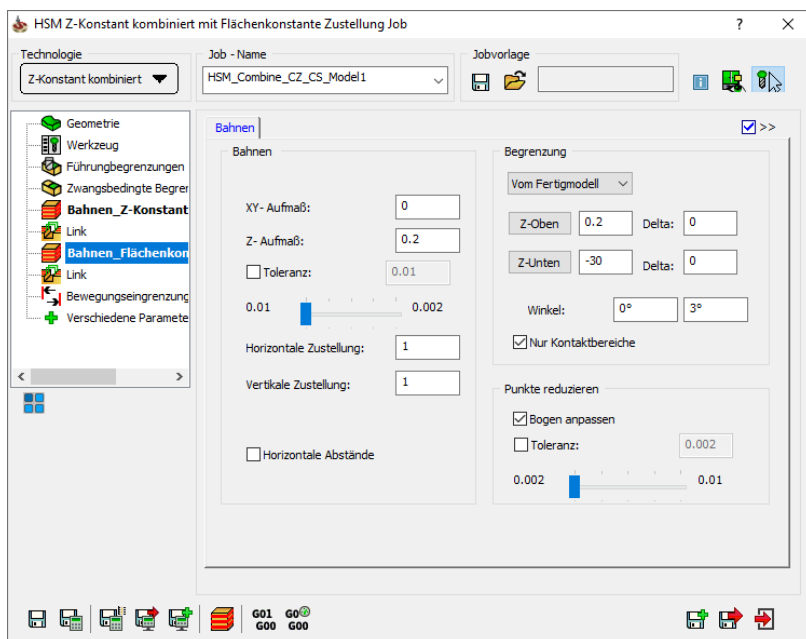 HSM Z-Konstant kombiniert mit Flächenkonstante Zustellung Job
?
Technologie
Z-Konstant kombiniert
Job - Name
HSM_Combine_CZ_CS_Model1
Jobvorlage
Geometrie
Werkzeug
Führungbegrenzungen
Zwangsbedingte Begrer
Bahnen_Z-Konstant
Link
Bahnen_Flächenkon
Link
Bewegungseingrenzung
Verschiedene Paramete
Bahnen
>>
Bahnen
XY- Aufmaß: 0
Z- Aufmaß: 0.2
Toleranz: 0.01
0.01 0.002
Horizontale Zustellung: 1
Vertikale Zustellung: 1
Horizontale Abstände
Begrenzung
Vom Fertigmodell
Z-Oben 0.2 Delta: 0
Z-Unten -30 Delta: 0
Winkel: 0° 3°
Nur Kontaktbereiche
Punkte reduzieren
Bogen anpassen
Toleranz: 0.002
0.002 0.01
G01 G0
G00 G00